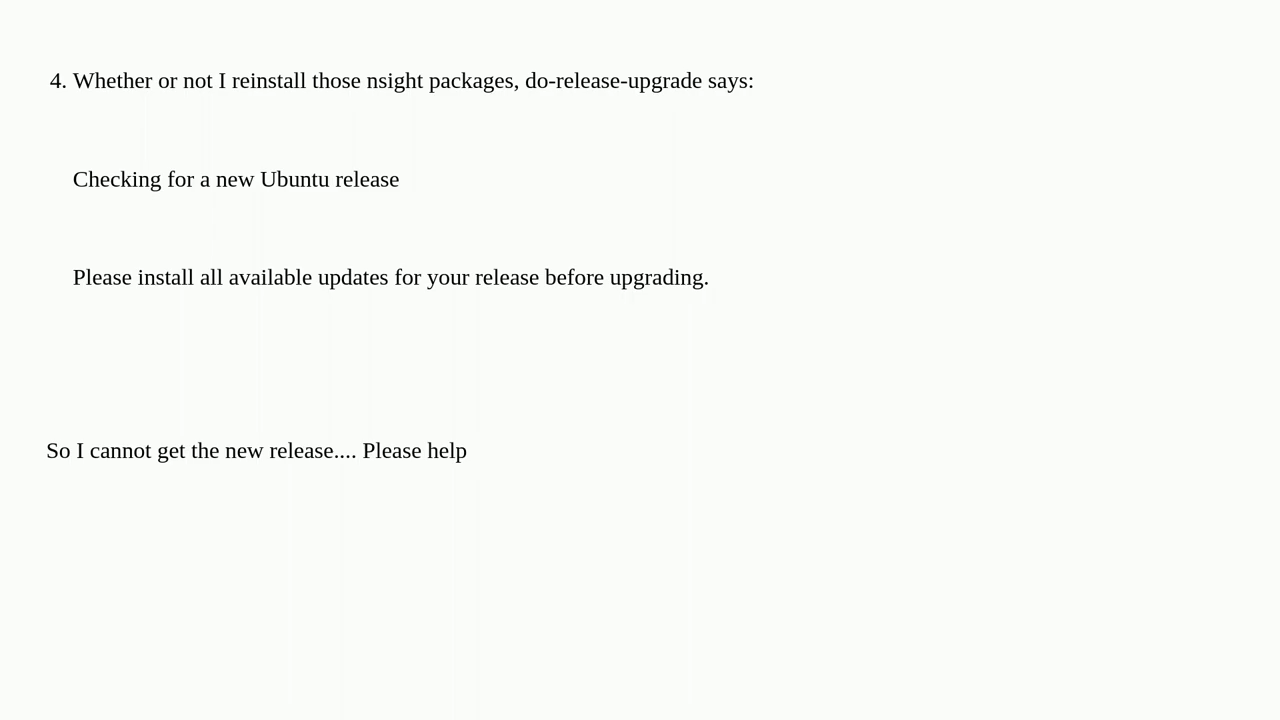 4. Whether or not I reinstall those nsight packages, do-release-upgrade says:
Checking for a new Ubuntu release
Please install all available updates for your release before upgrading.
So I cannot get the new release.... Please help